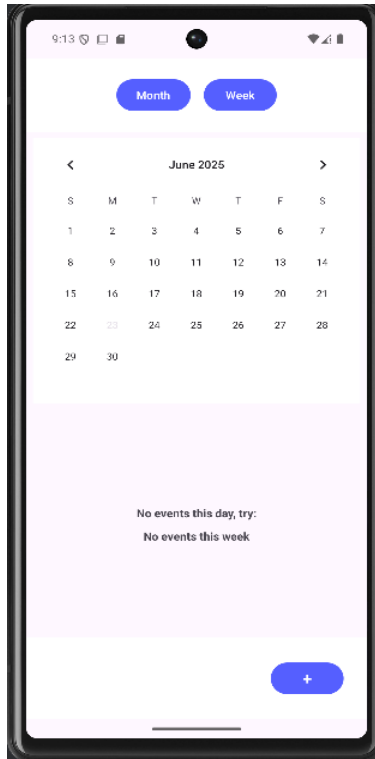 9:13
Month Week
< June 2025 >
S M T W T F S
1 2 3 4 5 6 7
8 9 10 11 12 13 14
15 16 17 18 19 20 21
22 23 24 25 26 27 28
29 30
No events this day, try:
No events this week
+